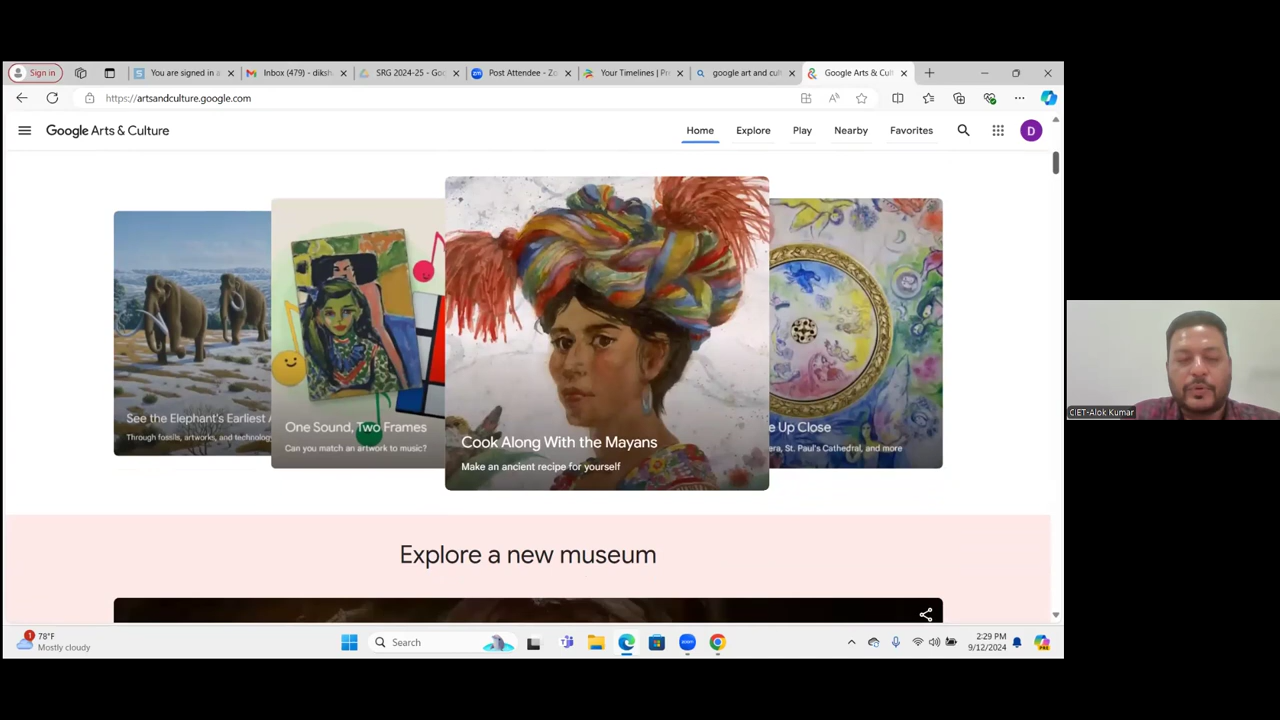 Sign in
You are signed in a
Inbox (479) - diksh
SRG 2024-25 - Goo
Post Attendee - Zo
Your Timelines | Pr
google art and cult
Google Arts & Cult
https://artsandculture.google.com
Google Arts & Culture
Home
Explore
Play
Nearby
Favorites
D
See the Elephant's Earliest A
Through fossils, artworks, and technolog
One Sound, Two Frames
Can you match an artwork to music?
Cook Along With the Mayans
Make an ancient recipe for yourself
e Up Close
era, St. Paul's Cathedral, and more
Explore a new museum
CIET-Alok Kumar
1
78°F
Mostly cloudy
Search
2:29 PM
9/12/2024